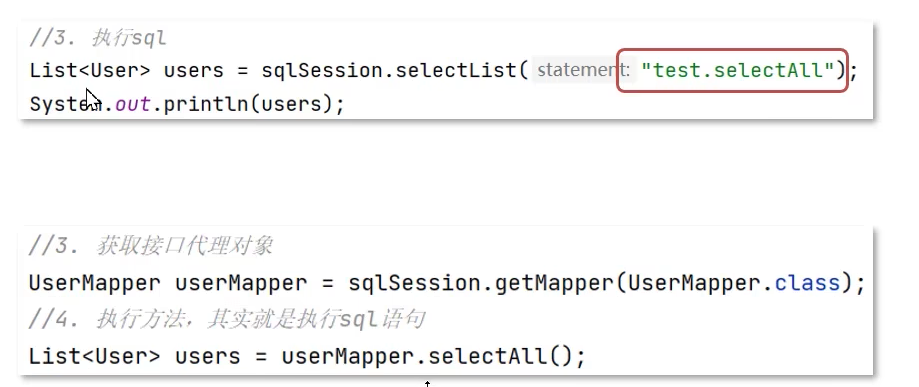 //3. 执行sql
List<User> users = sqlSession.selectList( statement: "test.selectAll");
System.out.println(users);
//3. 获取接口代理对象
UserMapper userMapper = sqlSession.getMapper(UserMapper.class);
//4. 执行方法，其实就是执行sql语句
List<User> users = userMapper.selectAll();